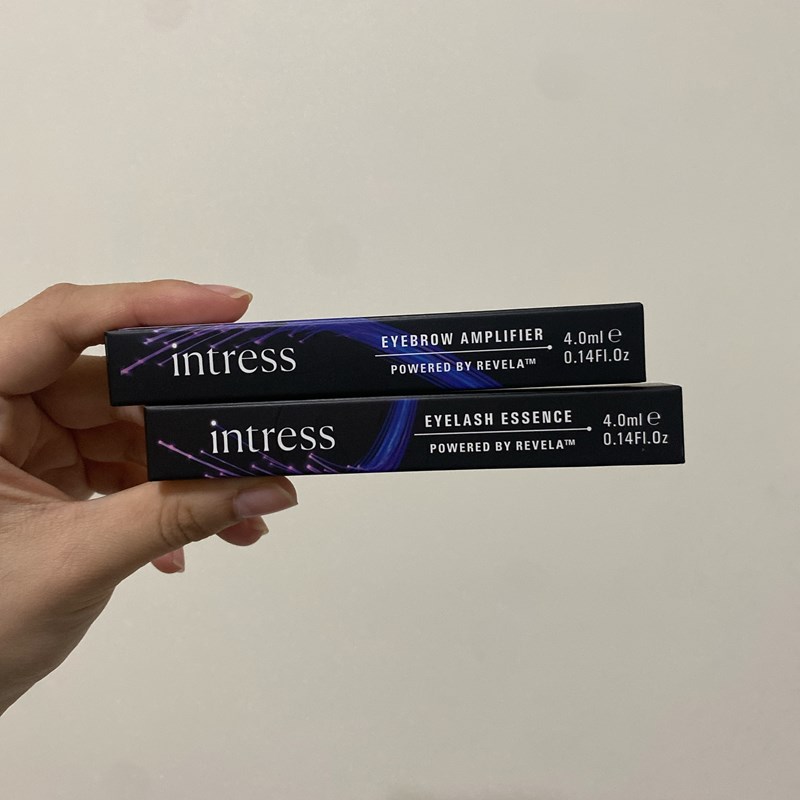 intress
EYEBROW AMPLIFIER
POWERED BY REVELA™
4.0ml ℮
0.14Fl.Oz
intress
EYELASH ESSENCE
POWERED BY REVELA™
4.0ml ℮
0.14Fl.Oz